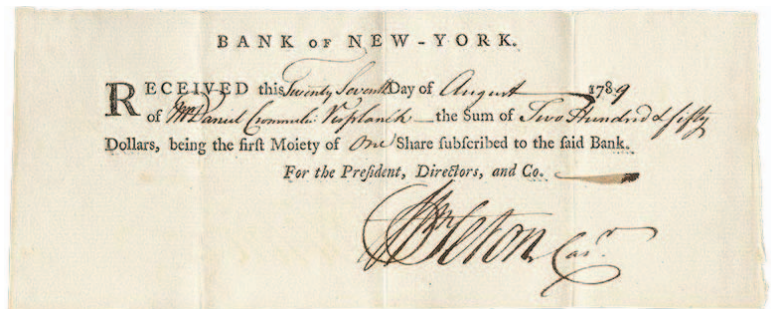 BANK OF NEW-YORK.
RECEIVED this Twenty Seventh Day of August 1789
of Mr. Daniel Crommelin Verplanck the Sum of Two Hundred & fifty
Dollars, being the firſt Moiety of One Share ſubſcribed to the ſaid Bank.
For the Preſident, Directors, and Co.
Wm Seton Casr.